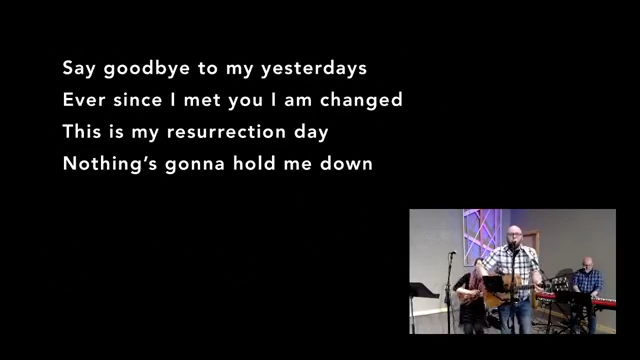 Say goodbye to my yesterdays
Ever since I met you I am changed
This is my resurrection day
Nothing's gonna hold me down